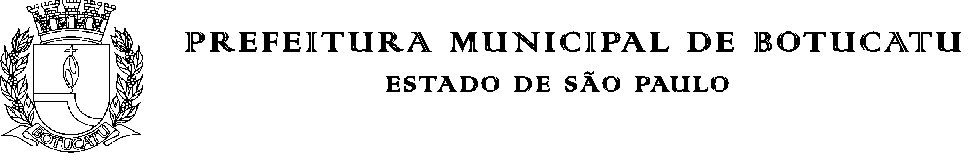 PREFEITURA MUNICIPAL DE BOTUCATU
ESTADO DE SÃO PAULO
BOTUCATU